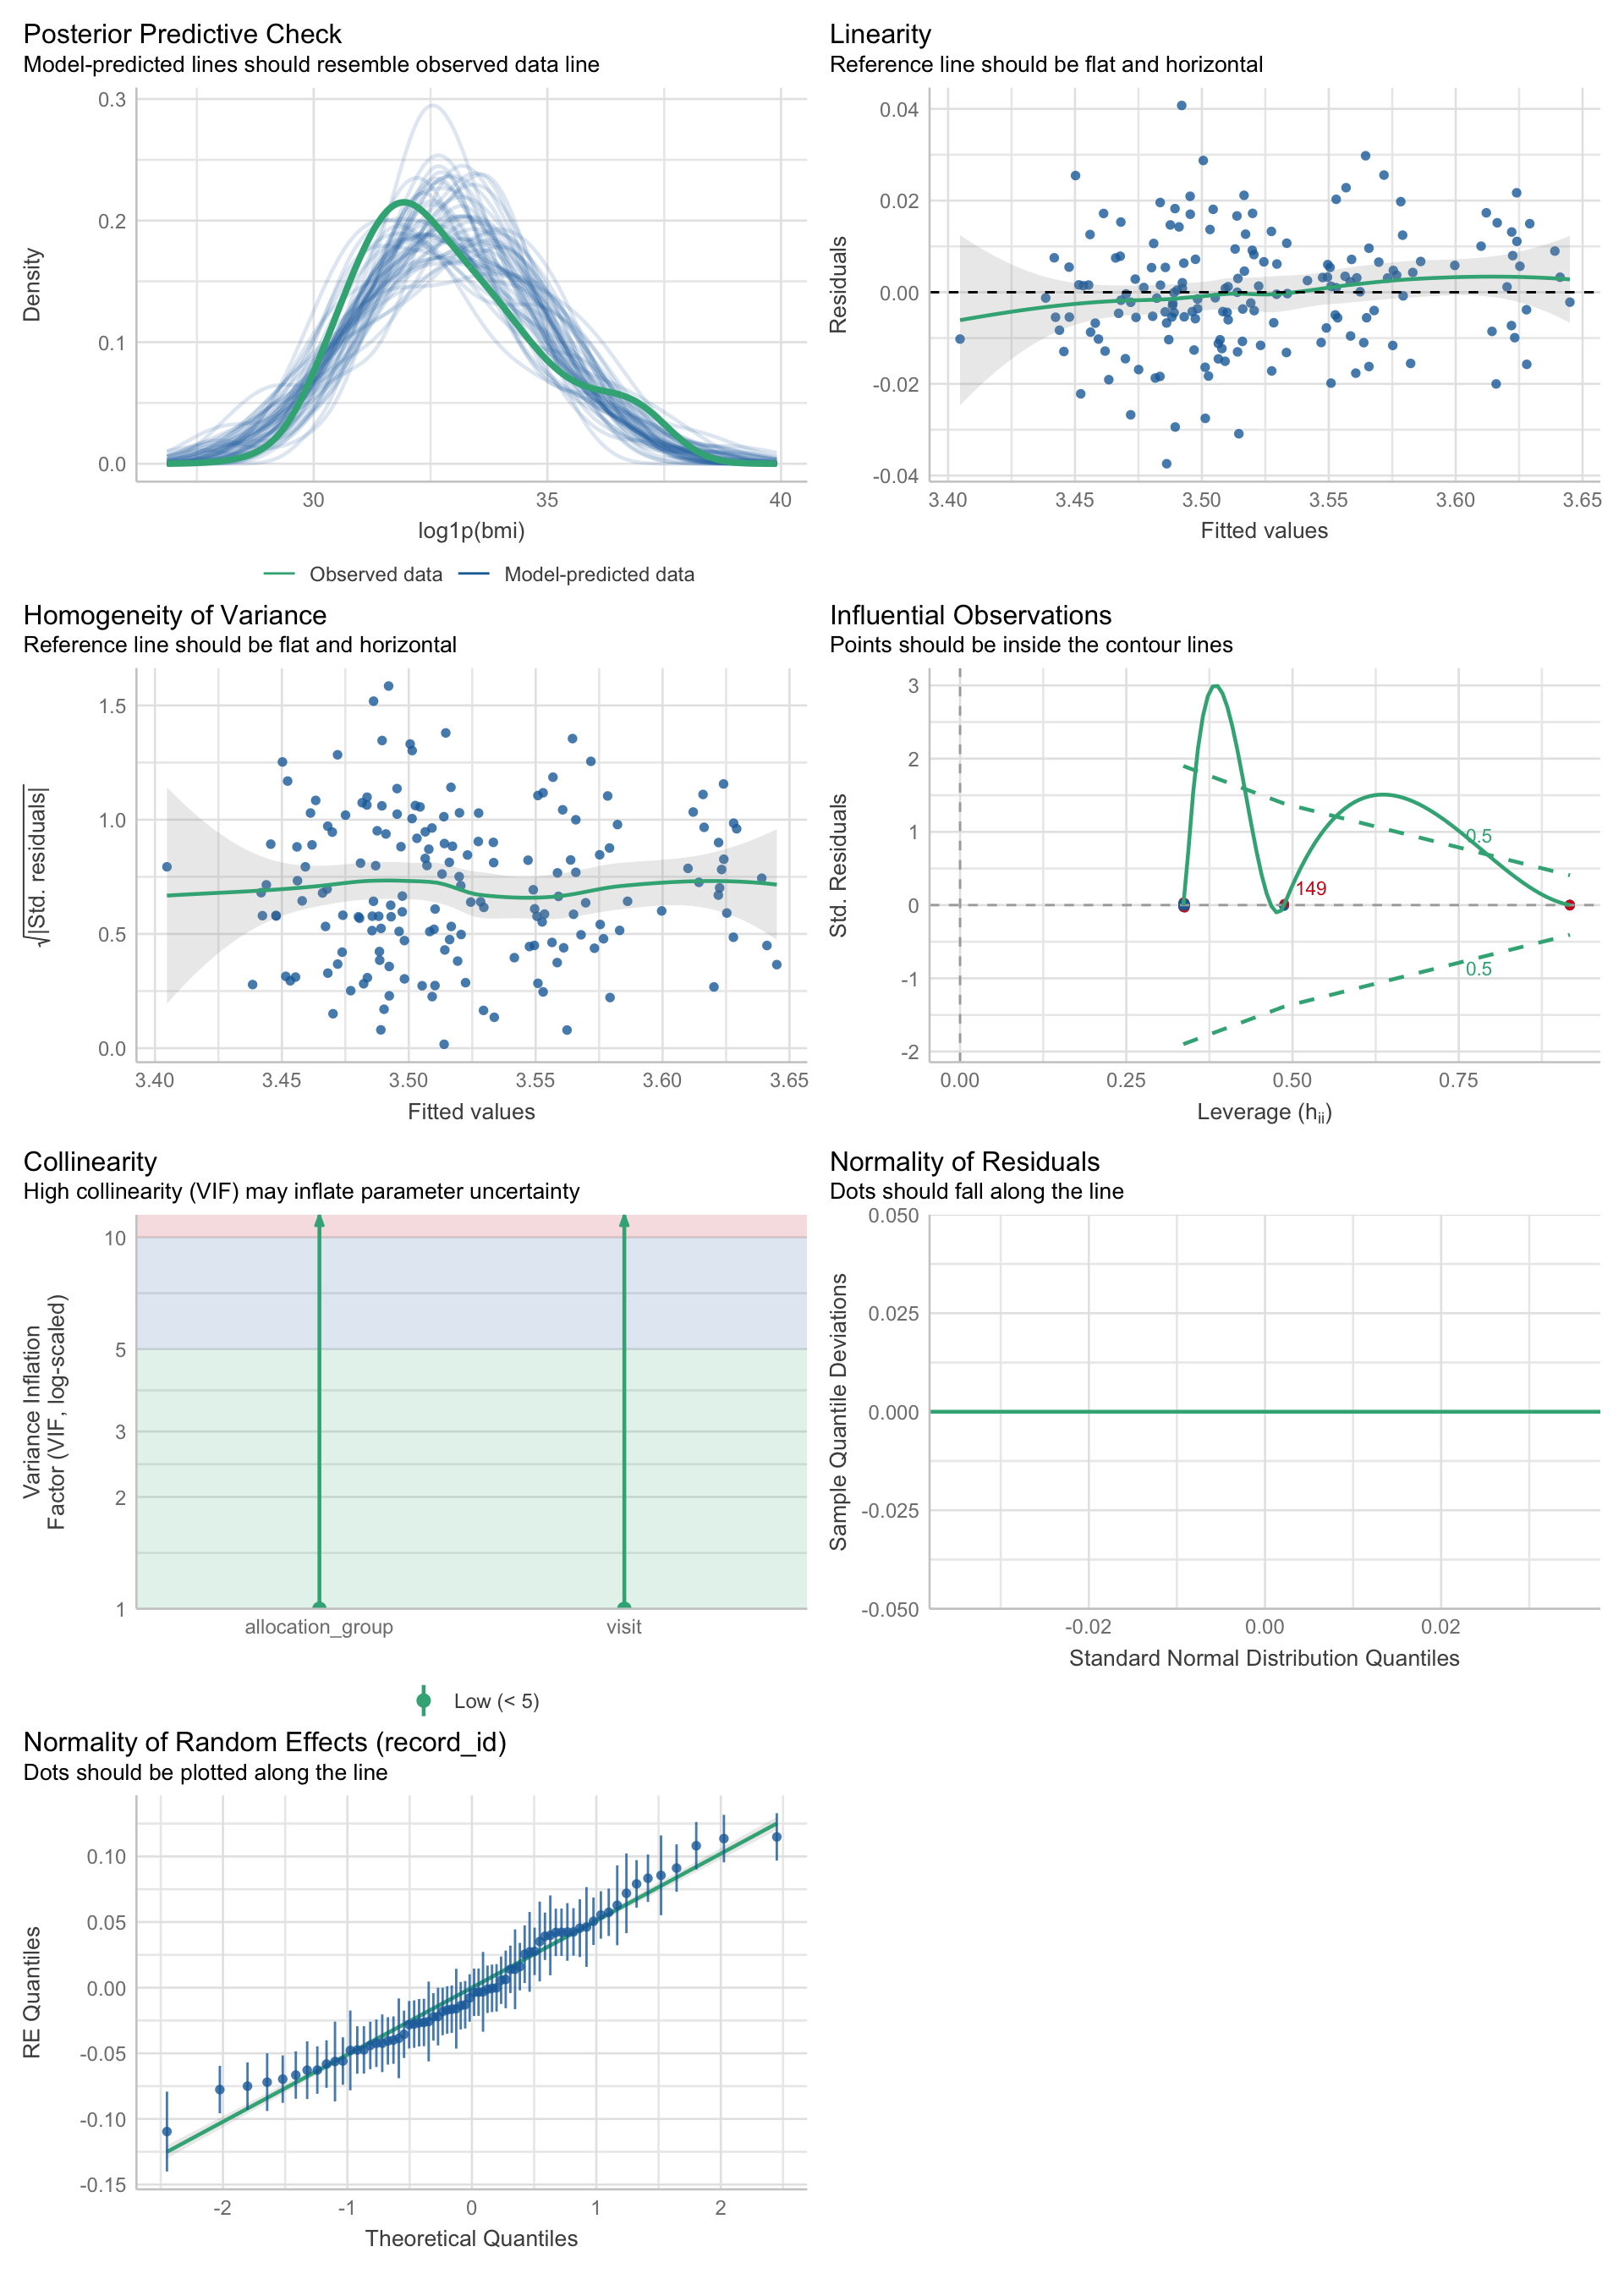 Posterior Predictive Check
Model-predicted lines should resemble observed data line
0.3
0.2
0.1
0.0
Density
30
35
40
log1p(bmi)
Observed data
Model-predicted data
Linearity
Reference line should be flat and horizontal
0.04
0.02
0.00
-0.02
-0.04
Residuals
3.40
3.45
3.50
3.55
3.60
3.65
Fitted values
Homogeneity of Variance
Reference line should be flat and horizontal
1.5
1.0
0.5
0.0
√|Std. residuals|
3.40
3.45
3.50
3.55
3.60
3.65
Fitted values
Influential Observations
Points should be inside the contour lines
3
2
1
0
-1
-2
Std. Residuals
0.5
149
0.5
0.00
0.25
0.50
0.75
Leverage (hii)
Collinearity
High collinearity (VIF) may inflate parameter uncertainty
10
5
3
2
1
Variance Inflation
Factor (VIF, log-scaled)
allocation_group
visit
Low (< 5)
Normality of Residuals
Dots should fall along the line
0.050
0.025
0.000
-0.025
-0.050
Sample Quantile Deviations
-0.02
0.00
0.02
Standard Normal Distribution Quantiles
Normality of Random Effects (record_id)
Dots should be plotted along the line
0.10
0.05
0.00
-0.05
-0.10
-0.15
RE Quantiles
-2
-1
0
1
2
Theoretical Quantiles